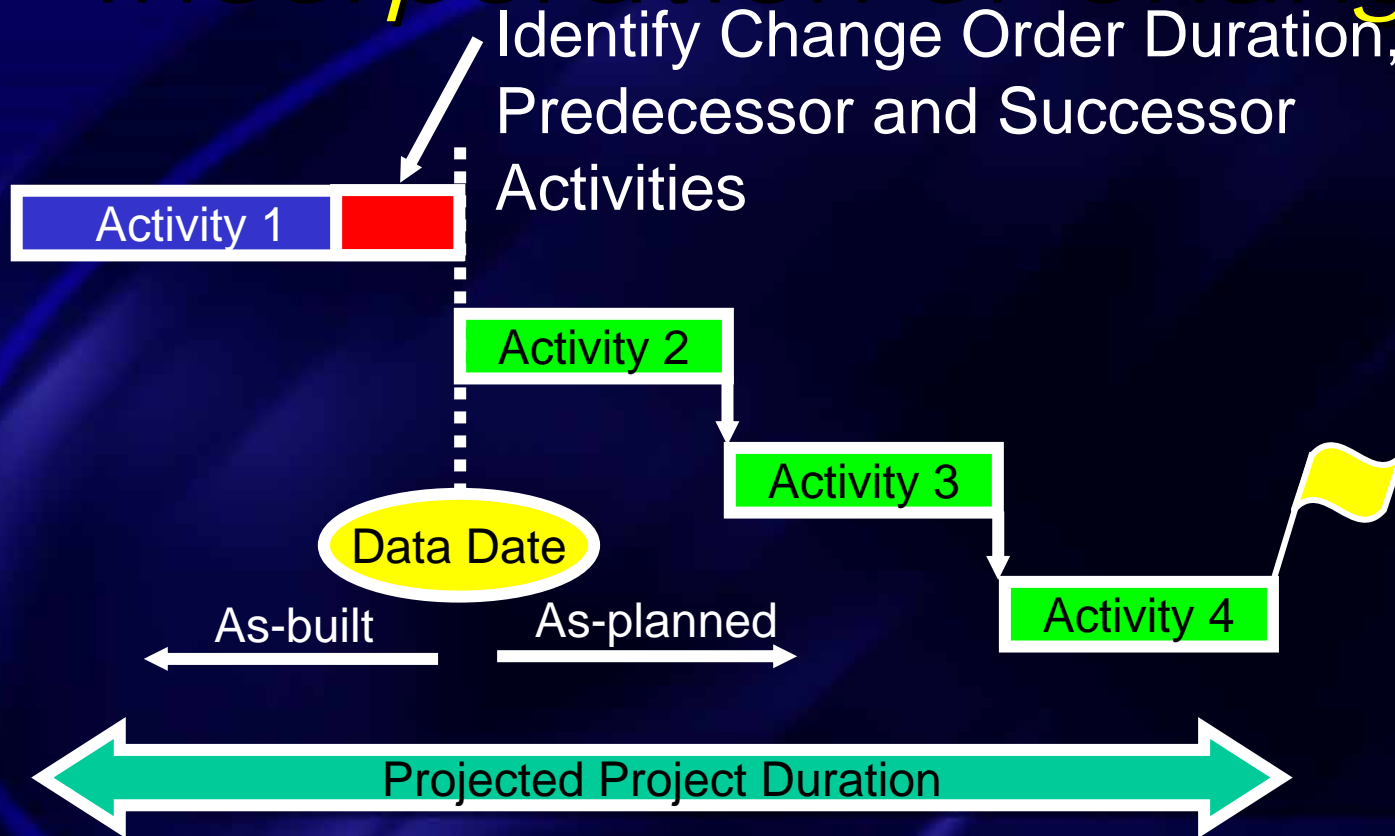 Identify Change Order Duration,
Predecessor and Successor
Activities
Activity 1
Activity 2
Activity 3
Data Date
Activity 4
As-built
As-planned
Projected Project Duration